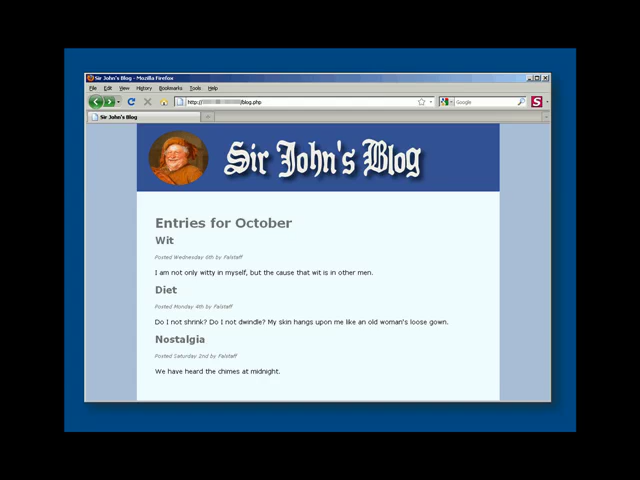 Sir John's Blog - Mozilla Firefox
File Edit View History Bookmarks Tools Help
http:// /blog.php
Google
S
Sir John's Blog
Sir John's Blog
Entries for October
Wit
Posted Wednesday 6th by Falstaff
I am not only witty in myself, but the cause that wit is in other men.
Diet
Posted Monday 4th by Falstaff
Do I not shrink? Do I not dwindle? My skin hangs upon me like an old woman's loose gown.
Nostalgia
Posted Saturday 2nd by Falstaff
We have heard the chimes at midnight.